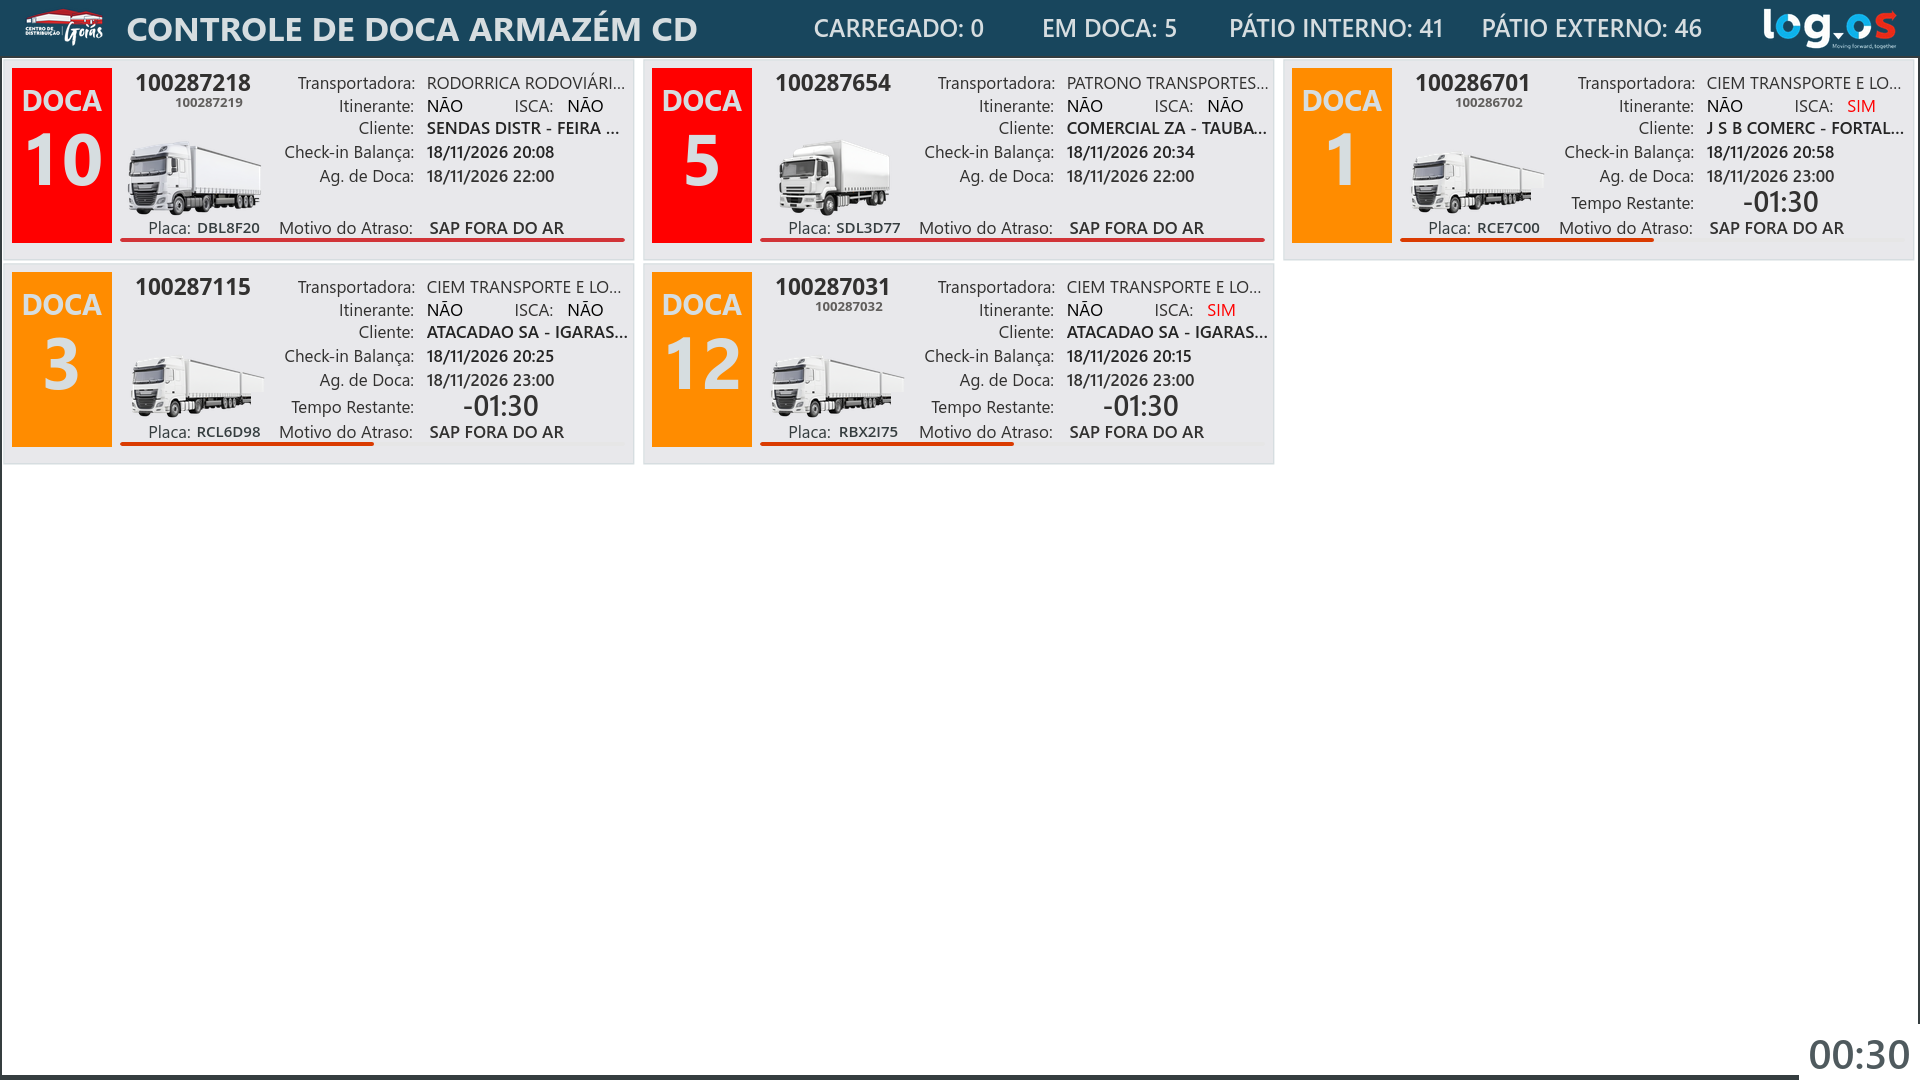 CENTRO DE DISTRIBUIÇÃO Goiás
CONTROLE DE DOCA ARMAZÉM CD
CARREGADO: 0
EM DOCA: 5
PÁTIO INTERNO: 41
PÁTIO EXTERNO: 46
log.os
Moving forward, together
DOCA
10
100287218
100287219
Transportadora: RODORRICA RODOVIÁRI...
Itinerante: NÃO ISCA: NÃO
Cliente: SENDAS DISTR - FEIRA ...
Check-in Balança: 18/11/2026 20:08
Ag. de Doca: 18/11/2026 22:00
Placa: DBL8F20 Motivo do Atraso: SAP FORA DO AR
DOCA
5
100287654
Transportadora: PATRONO TRANSPORTES...
Itinerante: NÃO ISCA: NÃO
Cliente: COMERCIAL ZA - TAUBA...
Check-in Balança: 18/11/2026 20:34
Ag. de Doca: 18/11/2026 22:00
Placa: SDL3D77 Motivo do Atraso: SAP FORA DO AR
DOCA
1
100286701
100286702
Transportadora: CIEM TRANSPORTE E LO...
Itinerante: NÃO ISCA: SIM
Cliente: J S B COMERC - FORTAL...
Check-in Balança: 18/11/2026 20:58
Ag. de Doca: 18/11/2026 23:00
Tempo Restante: -01:30
Placa: RCE7C00 Motivo do Atraso: SAP FORA DO AR
DOCA
3
100287115
Transportadora: CIEM TRANSPORTE E LO...
Itinerante: NÃO ISCA: NÃO
Cliente: ATACADAO SA - IGARAS...
Check-in Balança: 18/11/2026 20:25
Ag. de Doca: 18/11/2026 23:00
Tempo Restante: -01:30
Placa: RCL6D98 Motivo do Atraso: SAP FORA DO AR
DOCA
12
100287031
100287032
Transportadora: CIEM TRANSPORTE E LO...
Itinerante: NÃO ISCA: SIM
Cliente: ATACADAO SA - IGARAS...
Check-in Balança: 18/11/2026 20:15
Ag. de Doca: 18/11/2026 23:00
Tempo Restante: -01:30
Placa: RBX2I75 Motivo do Atraso: SAP FORA DO AR
00:30